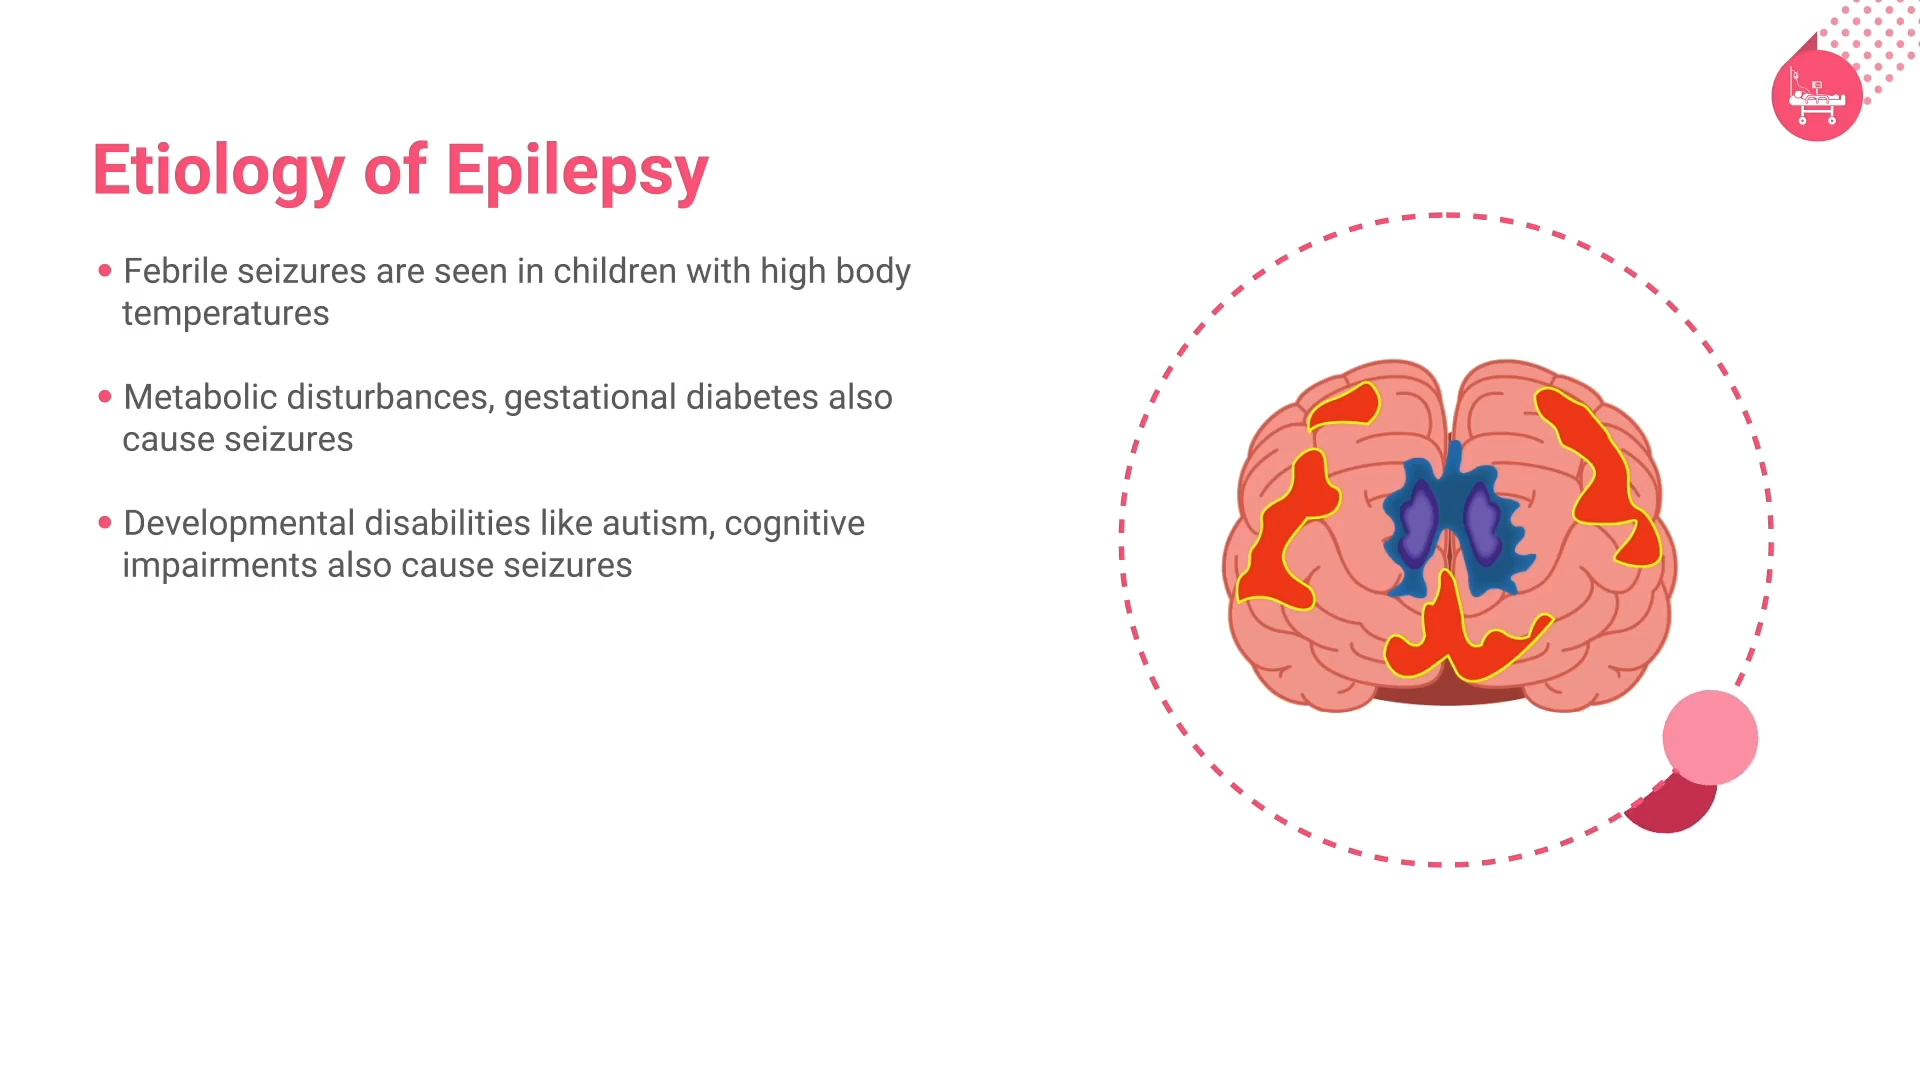 Etiology of Epilepsy
• Febrile seizures are seen in children with high body
temperatures
• Metabolic disturbances, gestational diabetes also
cause seizures
• Developmental disabilities like autism, cognitive
impairments also cause seizures